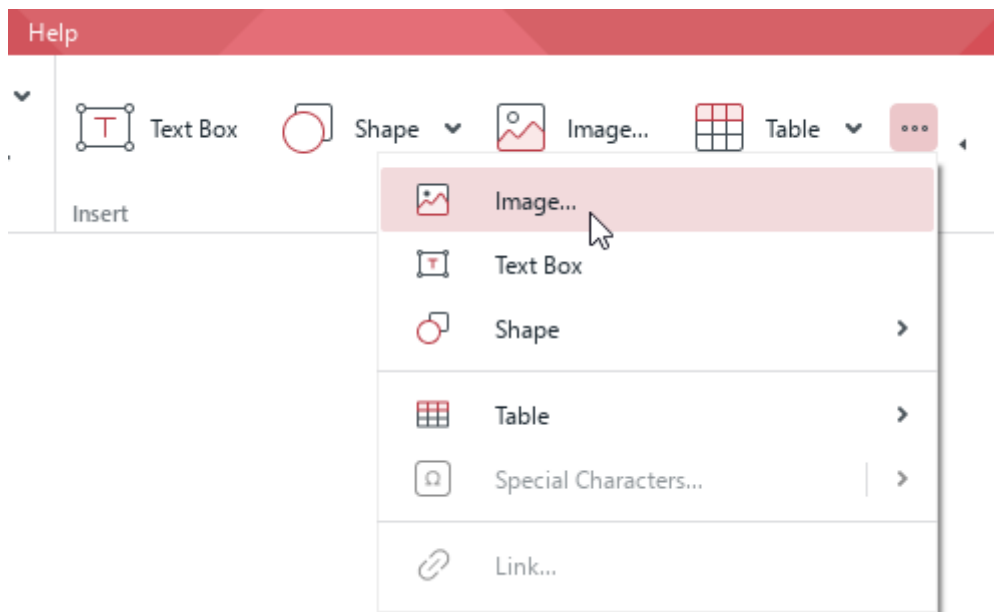 Help
Text Box Shape Image... Table
Insert
Image...
Text Box
Shape
Table
Special Characters...
Link...